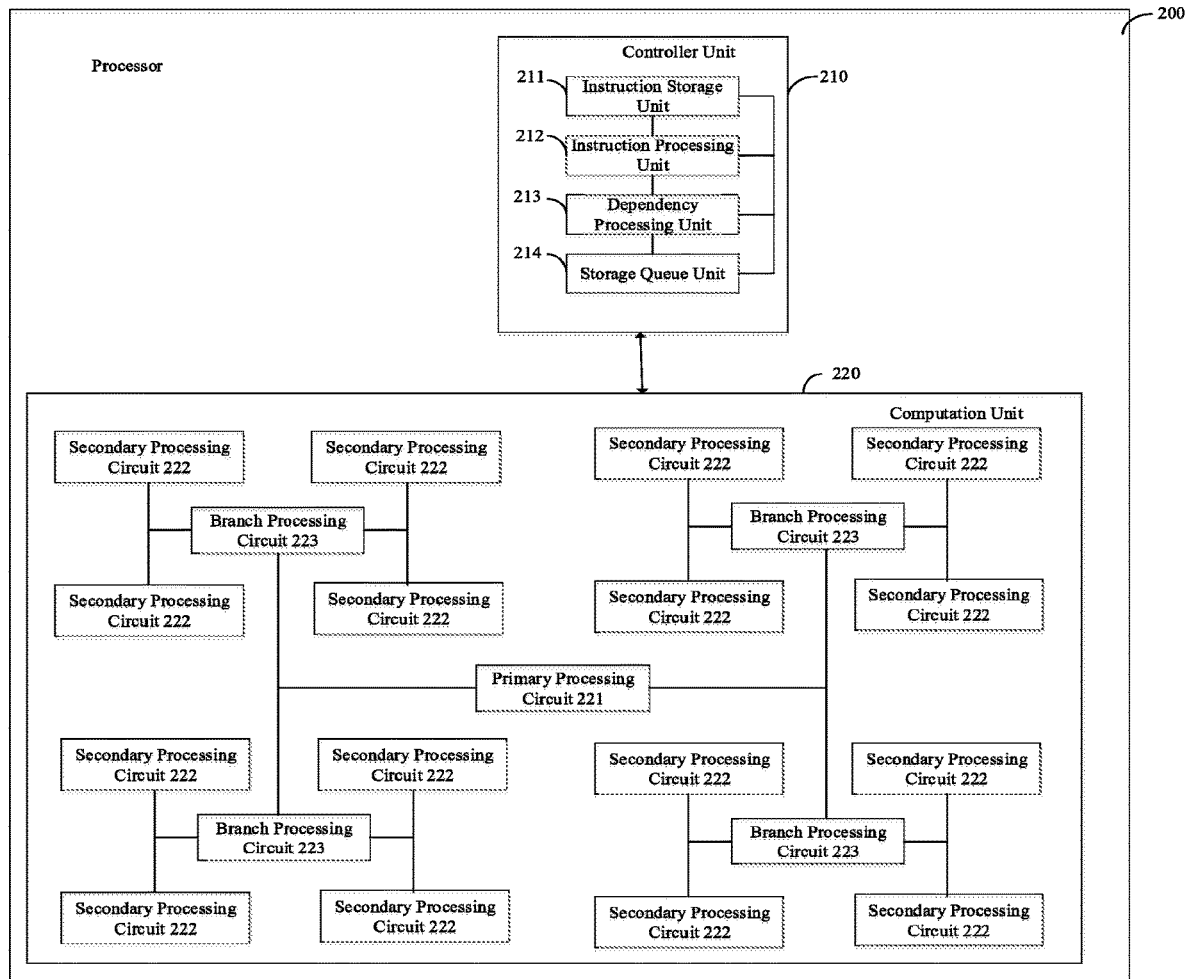 200
Processor
Controller Unit
210
211
Instruction Storage
Unit
212
Instruction Processing
Unit
213
Dependency
Processing Unit
214
Storage Queue Unit
220
Computation Unit
Secondary Processing
Circuit 222
Secondary Processing
Circuit 222
Secondary Processing
Circuit 222
Secondary Processing
Circuit 222
Branch Processing
Circuit 223
Branch Processing
Circuit 223
Secondary Processing
Circuit 222
Secondary Processing
Circuit 222
Secondary Processing
Circuit 222
Secondary Processing
Circuit 222
Primary Processing
Circuit 221
Secondary Processing
Circuit 222
Secondary Processing
Circuit 222
Secondary Processing
Circuit 222
Secondary Processing
Circuit 222
Branch Processing
Circuit 223
Branch Processing
Circuit 223
Secondary Processing
Circuit 222
Secondary Processing
Circuit 222
Secondary Processing
Circuit 222
Secondary Processing
Circuit 222